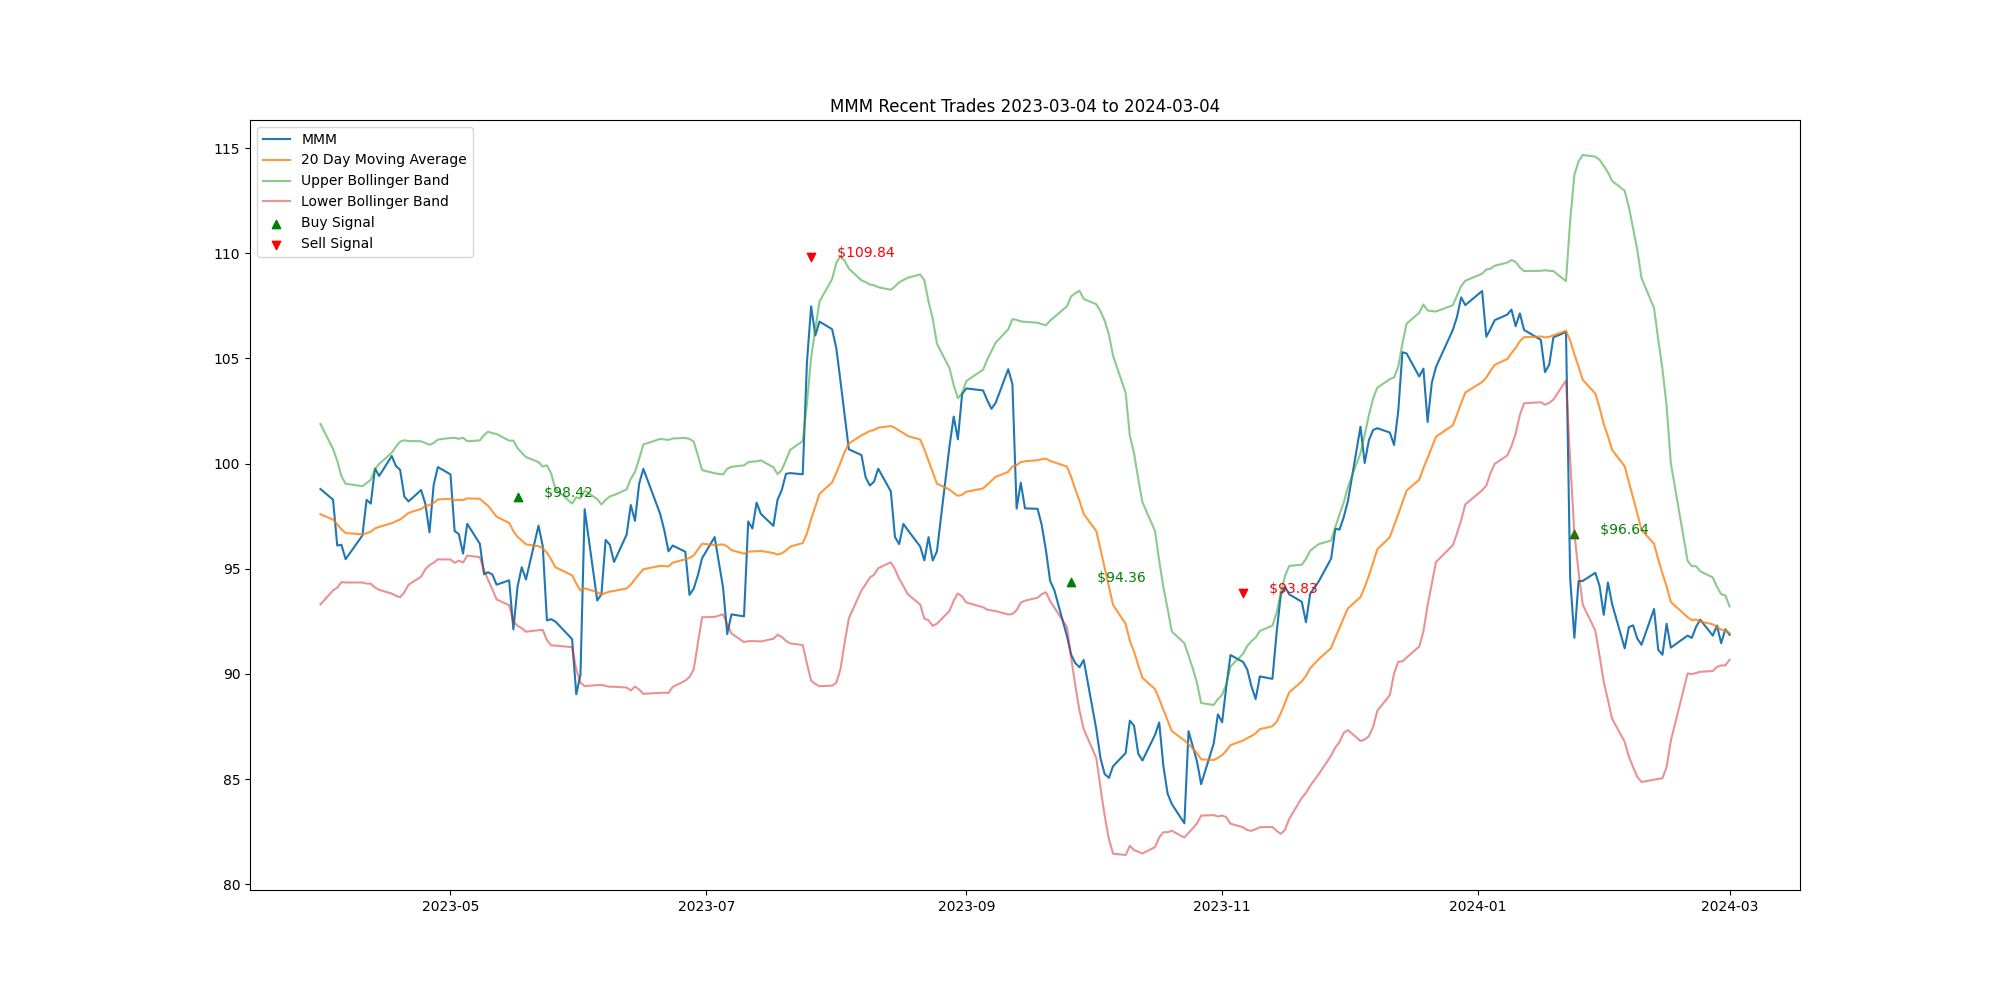 MMM Recent Trades 2023-03-04 to 2024-03-04
MMM
20 Day Moving Average
Upper Bollinger Band
Lower Bollinger Band
Buy Signal
Sell Signal
115
110
105
100
95
90
85
80
$109.84
$98.42
$96.64
$94.36
$93.83
2023-05
2023-07
2023-09
2023-11
2024-01
2024-03